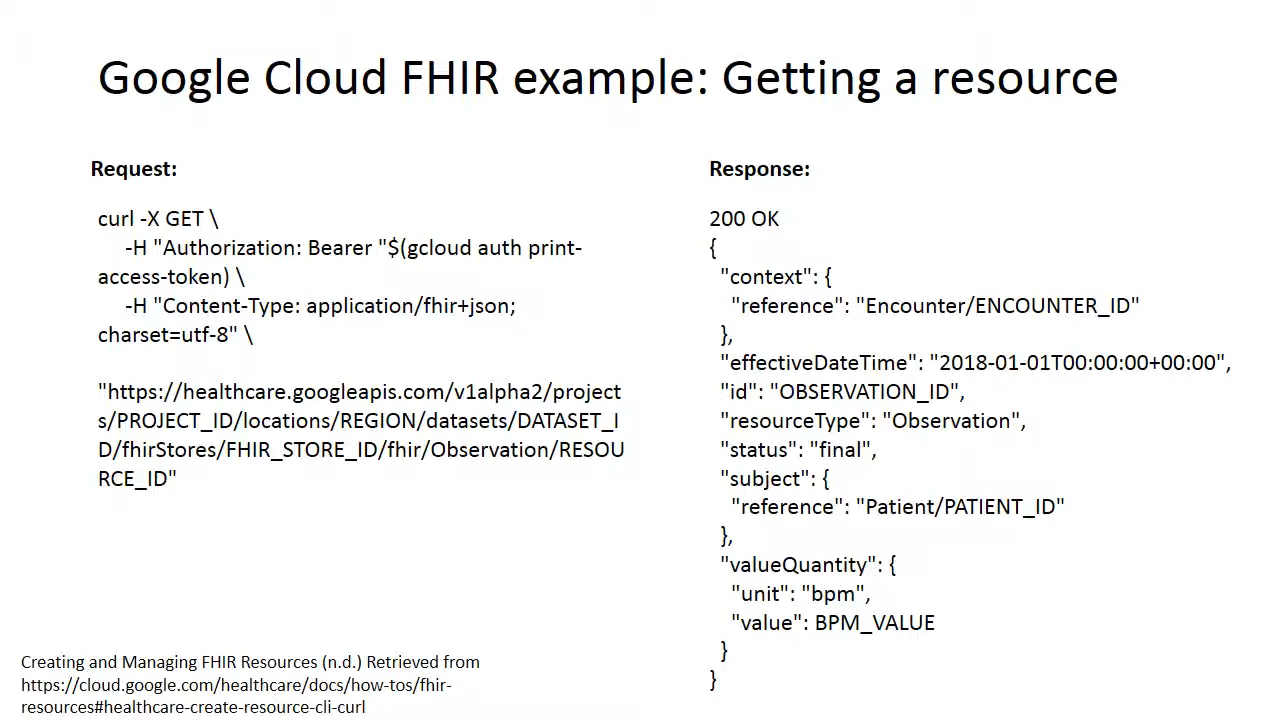 Google Cloud FHIR example: Getting a resource
Request:
curl -X GET \
-H "Authorization: Bearer "$(gcloud auth print-
access-token) \
-H "Content-Type: application/fhir+json;
charset=utf-8" \
"https://healthcare.googleapis.com/v1alpha2/project
s/PROJECT_ID/locations/REGION/datasets/DATASET_I
D/fhirStores/FHIR_STORE_ID/fhir/Observation/RESOU
RCE_ID"
Response:
200 OK
{
"context": {
"reference": "Encounter/ENCOUNTER_ID"
},
"effectiveDateTime": "2018-01-01T00:00:00+00:00",
"id": "OBSERVATION_ID",
"resourceType": "Observation",
"status": "final",
"subject": {
"reference": "Patient/PATIENT_ID"
},
"valueQuantity": {
"unit": "bpm",
"value": BPM_VALUE
}
}
Creating and Managing FHIR Resources (n.d.) Retrieved from
https://cloud.google.com/healthcare/docs/how-tos/fhir-
resources#healthcare-create-resource-cli-curl